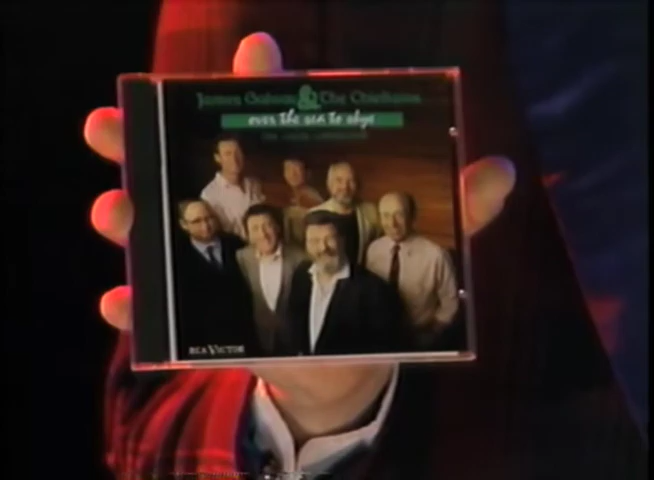 James Galway & The Chieftains
over the sea to skye
RCA VICTOR